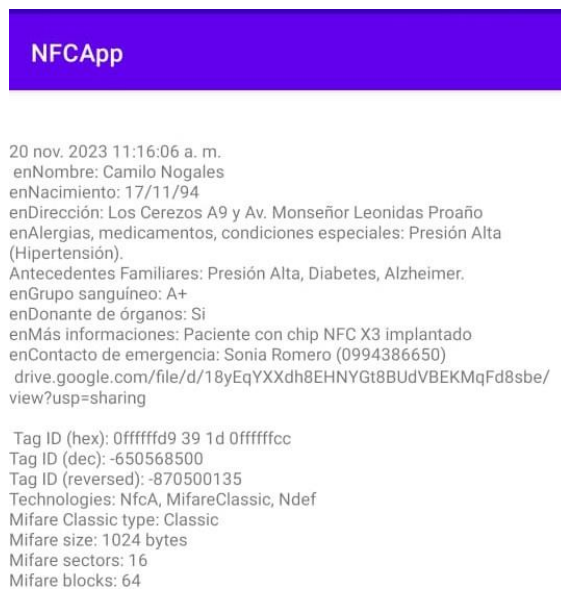 NFCApp
20 nov. 2023 11:16:06 a. m.
enNombre: Camilo Nogales
enNacimiento: 17/11/94
enDirección: Los Cerezos A9 y Av. Monseñor Leonidas Proaño
enAlergias, medicamentos, condiciones especiales: Presión Alta
(Hipertensión).
Antecedentes Familiares: Presión Alta, Diabetes, Alzheimer.
enGrupo sanguíneo: A+
enDonante de órganos: Si
enMás informaciones: Paciente con chip NFC X3 implantado
enContacto de emergencia: Sonia Romero (0994386650)
drive.google.com/file/d/18yEqYXXdh8EHNYGt8BUdVBEKMqFd8sbe/
view?usp=sharing
Tag ID (hex): 0ffffffd9 39 1d 0ffffffcc
Tag ID (dec): -650568500
Tag ID (reversed): -870500135
Technologies: NfcA, MifareClassic, Ndef
Mifare Classic type: Classic
Mifare size: 1024 bytes
Mifare sectors: 16
Mifare blocks: 64